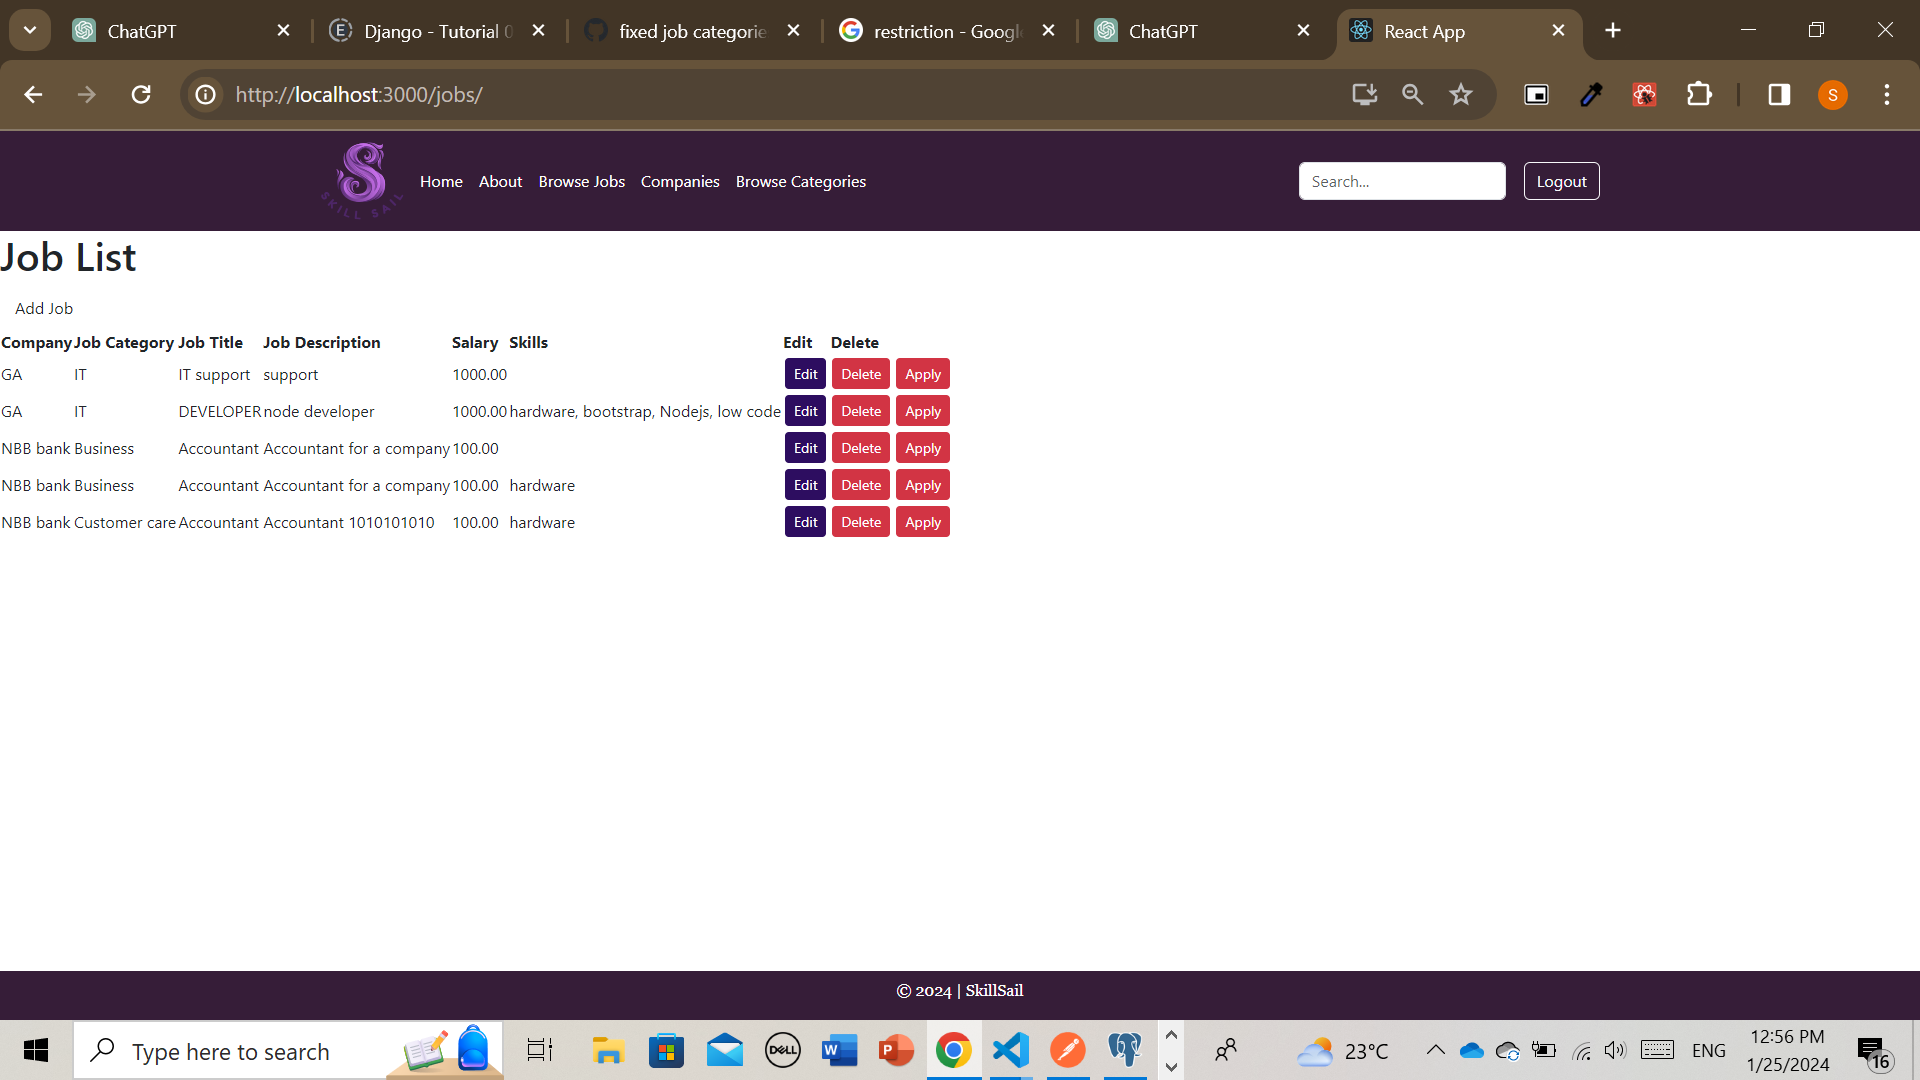 ChatGPT
Django - Tutorial 0
fixed job categorie
restriction - Google
ChatGPT
React App
http://localhost:3000/jobs/
S
SKILL SAIL
Home About Browse Jobs Companies Browse Categories
Search...
Logout
Job List
Add Job
Company Job Category Job Title Job Description Salary Skills Edit Delete
GA IT IT support support 1000.00 Edit Delete Apply
GA IT DEVELOPER node developer 1000.00 hardware, bootstrap, Nodejs, low code Edit Delete Apply
NBB bank Business Accountant Accountant for a company 100.00 Edit Delete Apply
NBB bank Business Accountant Accountant for a company 100.00 hardware Edit Delete Apply
NBB bank Customer care Accountant Accountant 1010101010 100.00 hardware Edit Delete Apply
© 2024 | SkillSail
Type here to search
DELL
W
P
23°C
ENG
12:56 PM
1/25/2024
16